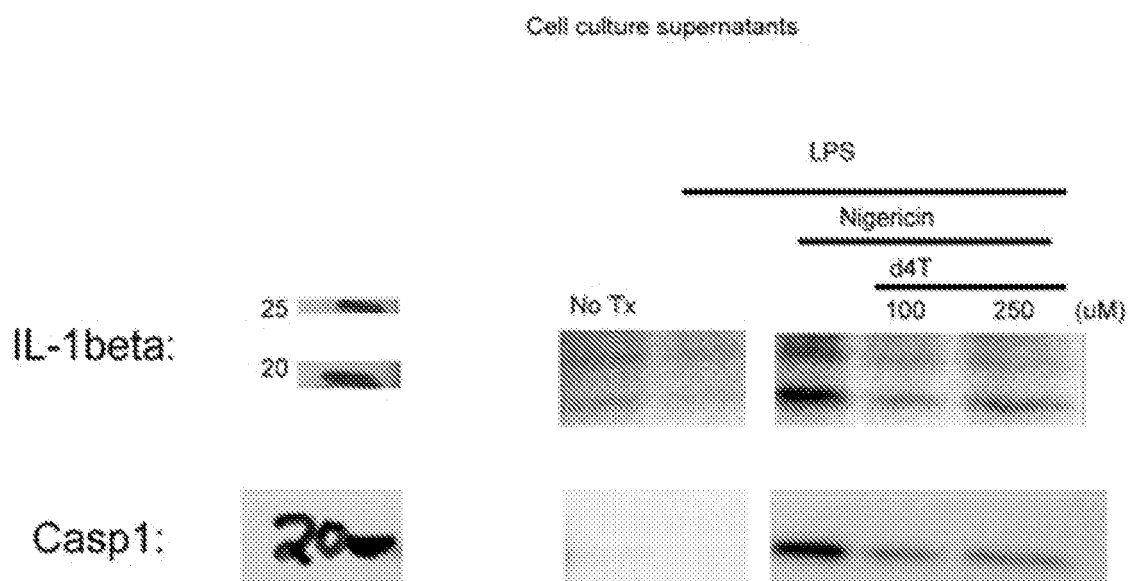 Cell culture supernatants
LPS
Nigericin
d4T
No Tx 100 250 (uM)
IL-1beta:
25
20
Casp1:
20